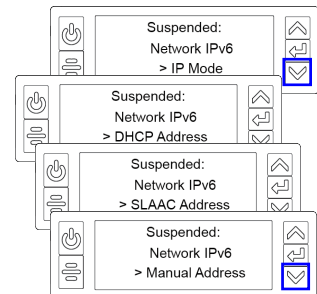 Suspended:
Network IPv6
> IP Mode
Suspended:
Network IPv6
> DHCP Address
Suspended:
Network IPv6
> SLAAC Address
Suspended:
Network IPv6
> Manual Address